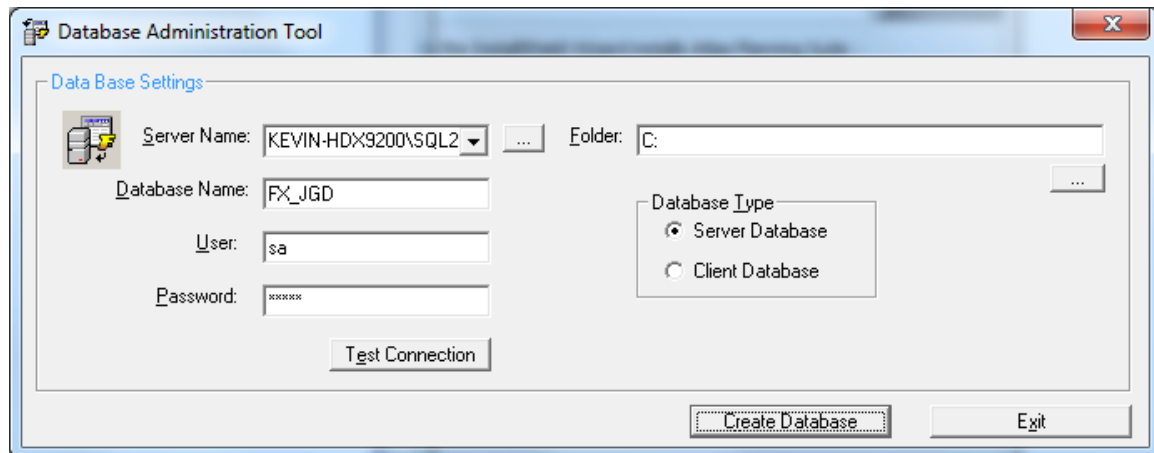 Database Administration Tool
Data Base Settings
Server Name: KEVIN-HDX9200\SQL2 ... Folder: C:
...
Database Name: FX_JGD
Database Type
Server Database
User: sa
Client Database
Password: *****
Test Connection
Create Database Exit